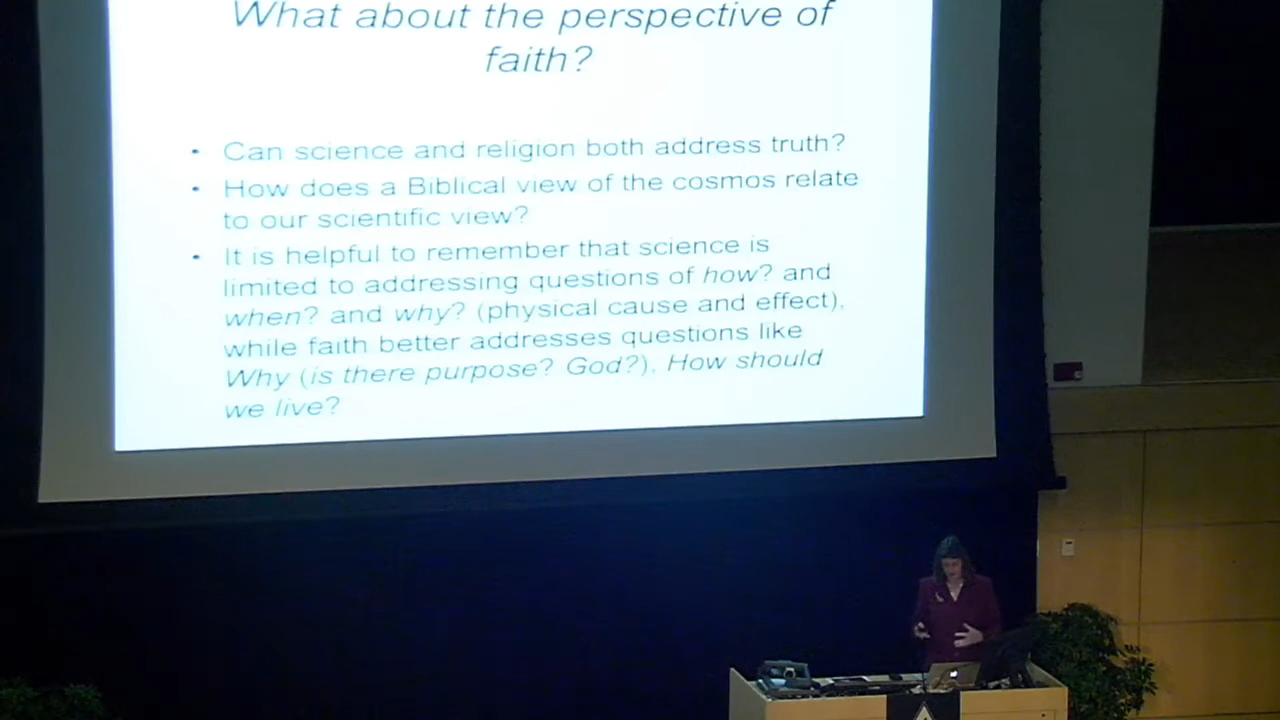 What about the perspective of
faith?
• Can science and religion both address truth?
• How does a Biblical view of the cosmos relate
to our scientific view?
• It is helpful to remember that science is
limited to addressing questions of how? and
when? and why? (physical cause and effect),
while faith better addresses questions like
Why (is there purpose? God?), How should
we live?